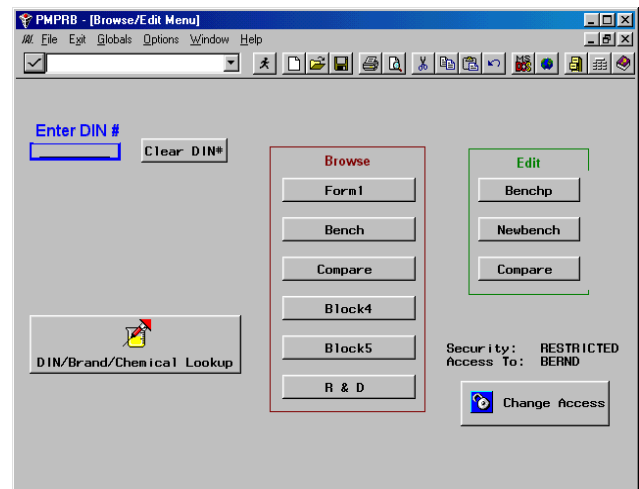 PMPRB - [Browse/Edit Menu]
File Exit Globals Options Window Help
Enter DIN #
Clear DIN#
Browse
Form1
Bench
Compare
Block4
Block5
R & D
Edit
Benchp
Newbench
Compare
DIN/Brand/Chemical Lookup
Security: RESTRICTED
Access To: BERND
Change Access